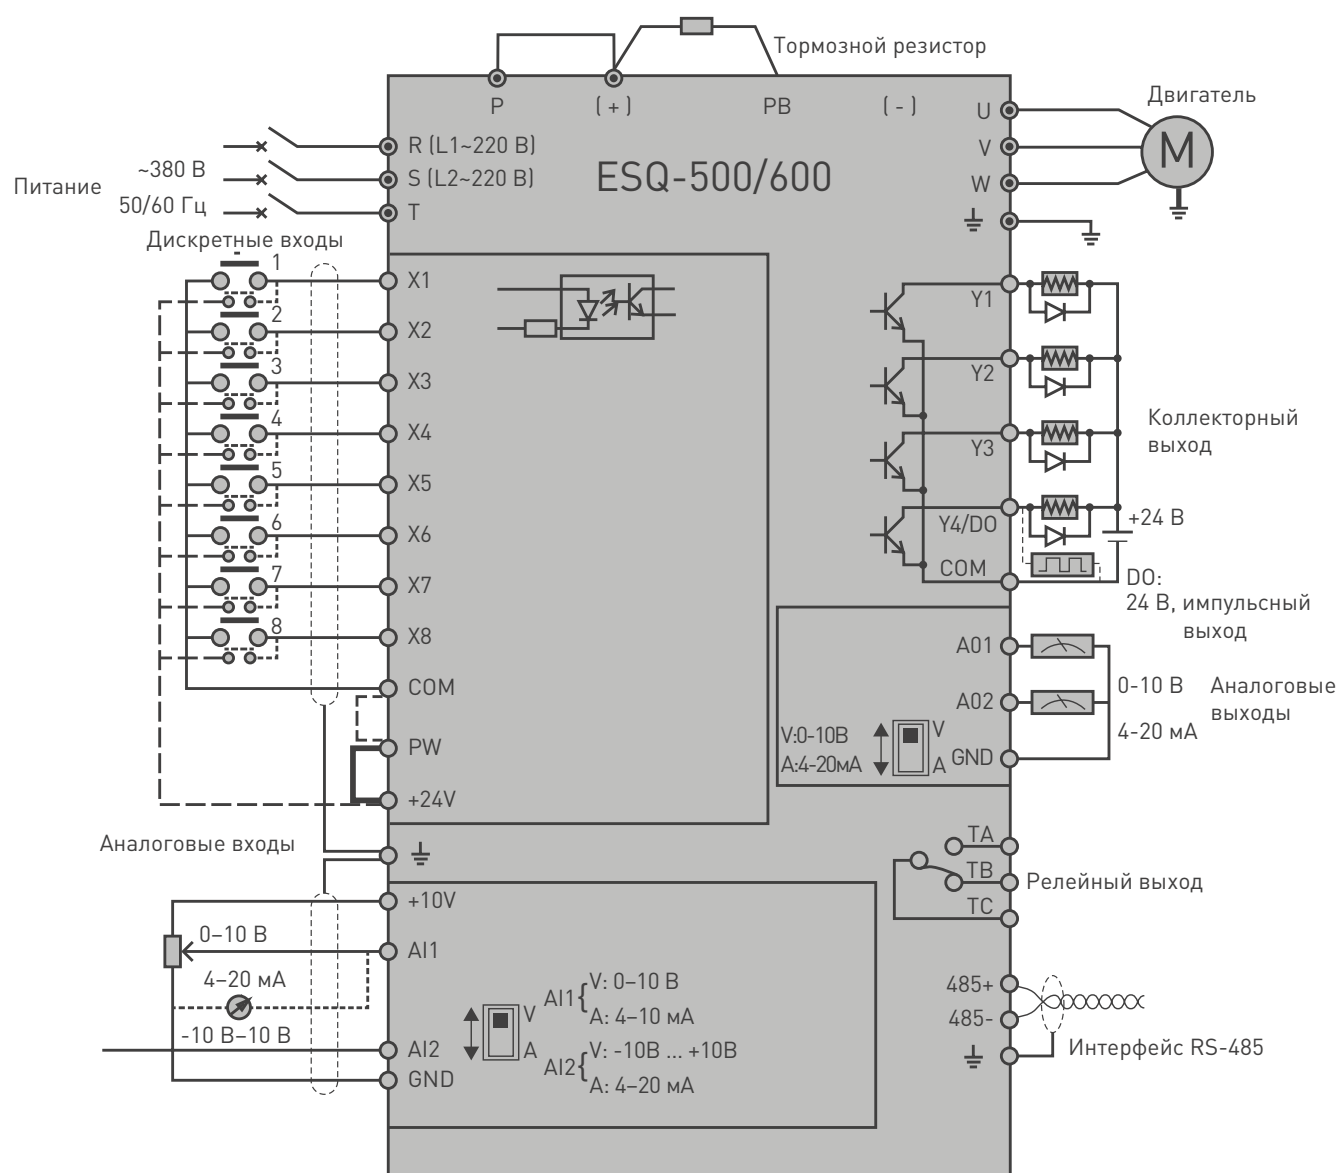 Тормозной резистор
P
(+)
PB
(-)
Двигатель
U
V
W
M
R (L1~220 В)
S (L2~220 В)
T
ESQ-500/600
Питание
~380 В
50/60 Гц
Дискретные входы
1
2
3
4
5
6
7
8
X1
X2
X3
X4
X5
X6
X7
X8
COM
PW
+24V
Y1
Y2
Y3
Y4/DO
COM
Коллекторный
выход
+24 В
DO:
24 В, импульсный
выход
A01
A02
GND
V:0-10В
A:4-20мА
V
A
0-10 В
4-20 мА
Аналоговые
выходы
TA
TB
TC
Релейный выход
Аналоговые входы
+10V
AI1
AI2
GND
0–10 В
4–20 мА
-10 В–10 В
V
A
AI1{
V: 0–10 В
A: 4–10 мА
AI2{
V: -10В ... +10В
A: 4–20 мА
485+
485-
Интерфейс RS-485